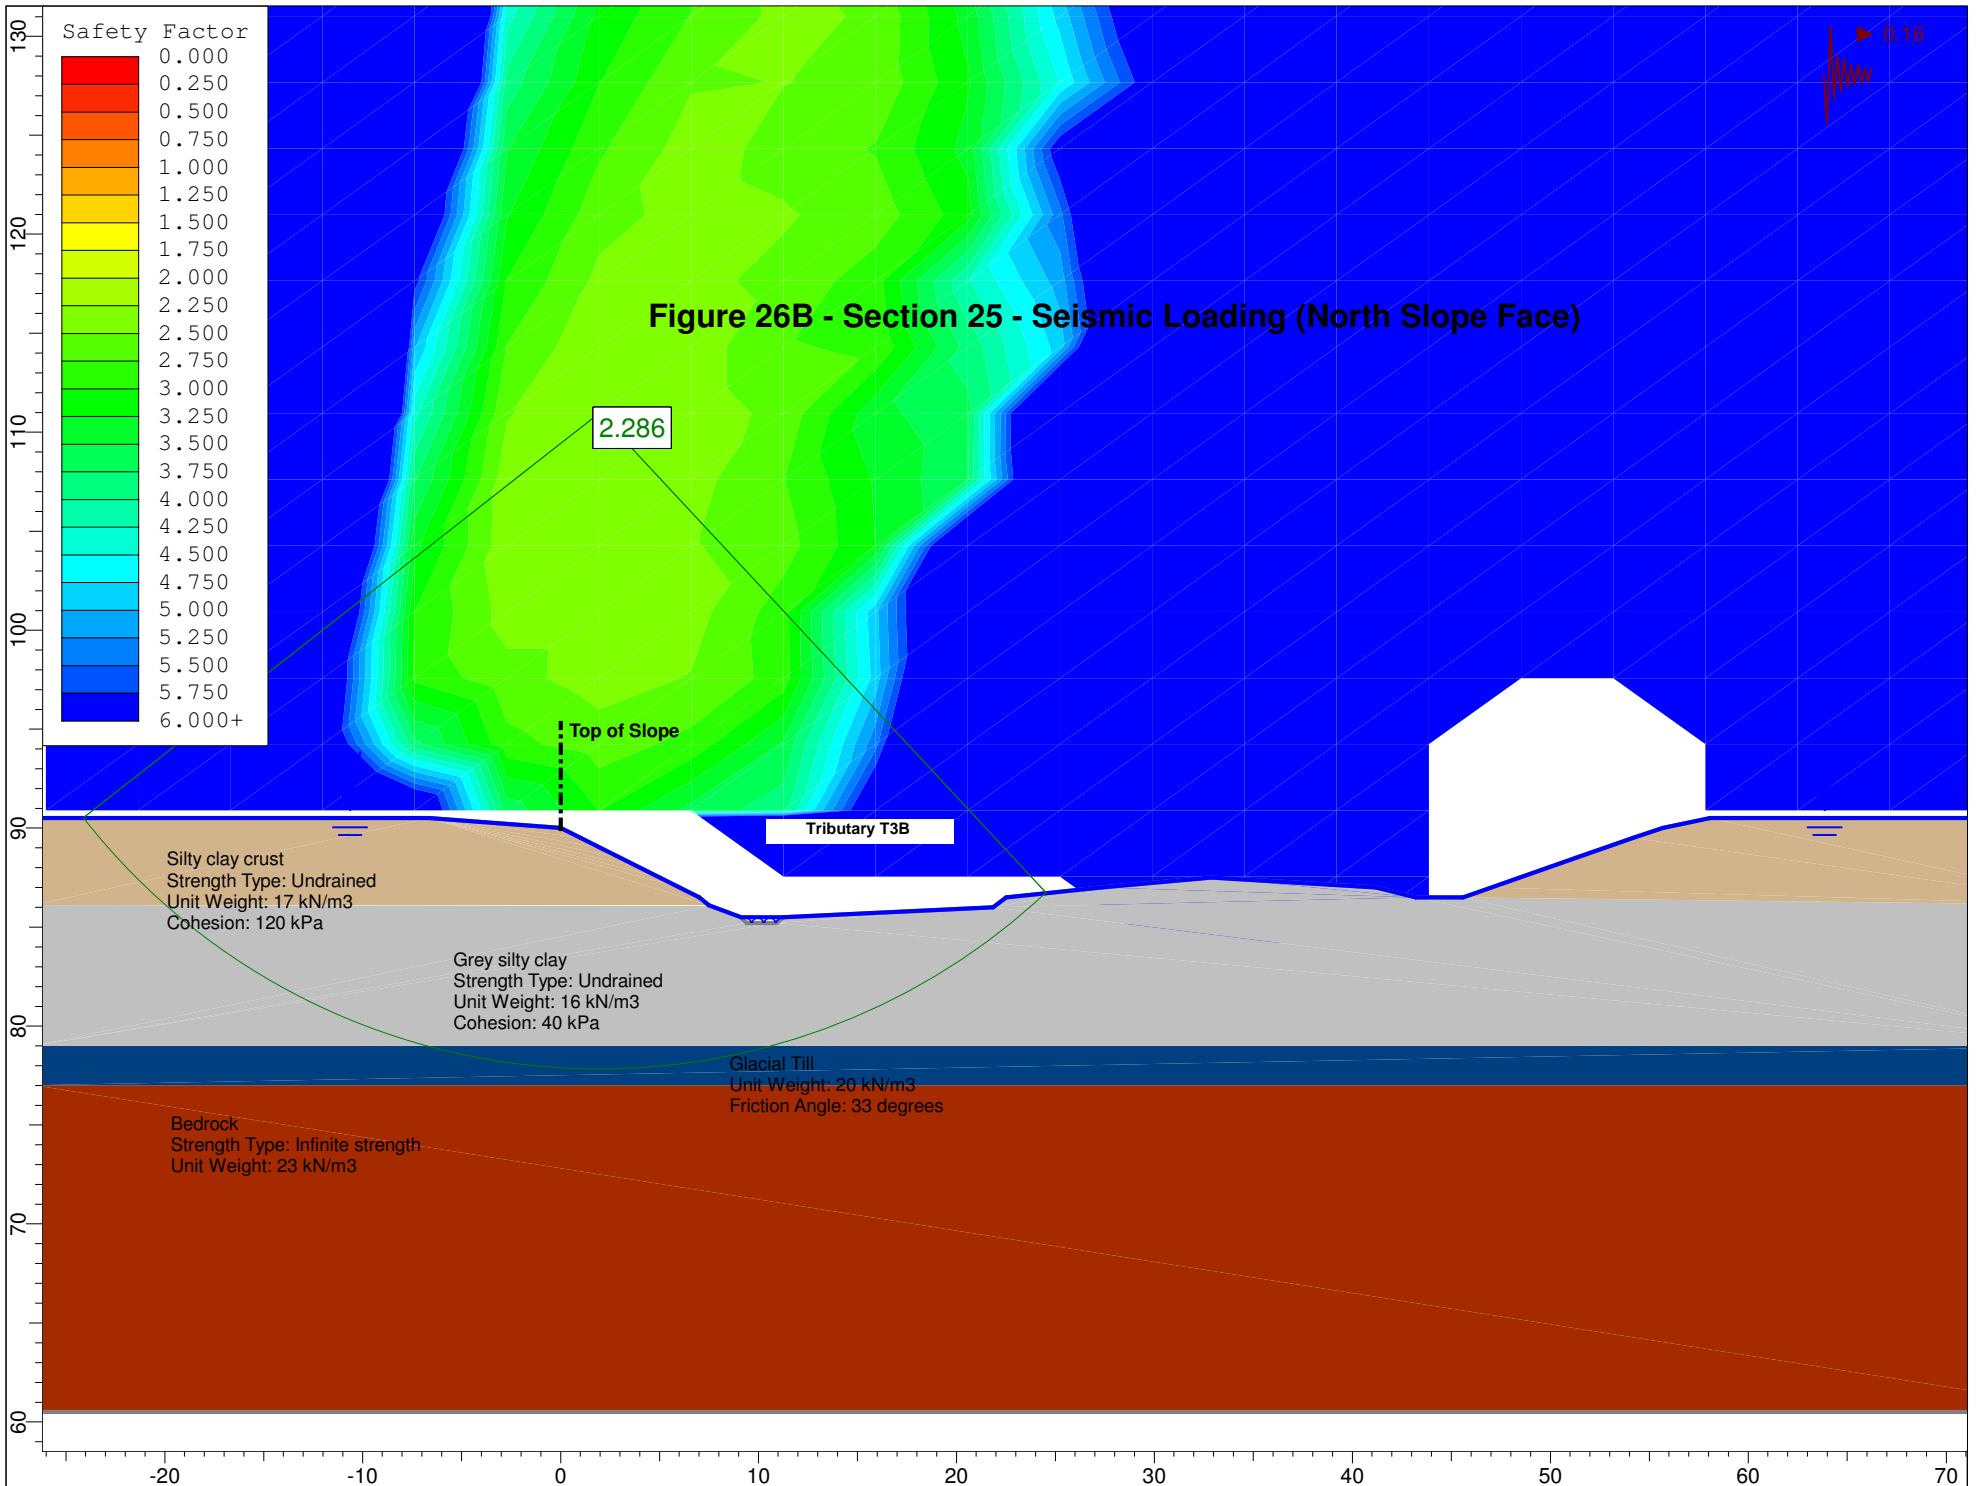 Safety Factor
0.000
0.250
0.500
0.750
1.000
1.250
1.500
1.750
2.000
2.250
2.500
2.750
3.000
3.250
3.500
3.750
4.000
4.250
4.500
4.750
5.000
5.250
5.500
5.750
6.000+
0.16
Figure 26B - Section 25 - Seismic Loading (North Slope Face)
2.286
Top of Slope
Tributary T3B
Silty clay crust
Strength Type: Undrained
Unit Weight: 17 kN/m3
Cohesion: 120 kPa
Grey silty clay
Strength Type: Undrained
Unit Weight: 16 kN/m3
Cohesion: 40 kPa
Glacial Till
Unit Weight: 20 kN/m3
Friction Angle: 33 degrees
Bedrock
Strength Type: Infinite strength
Unit Weight: 23 kN/m3
130
120
110
100
90
80
70
60
-20 -10 0 10 20 30 40 50 60 70